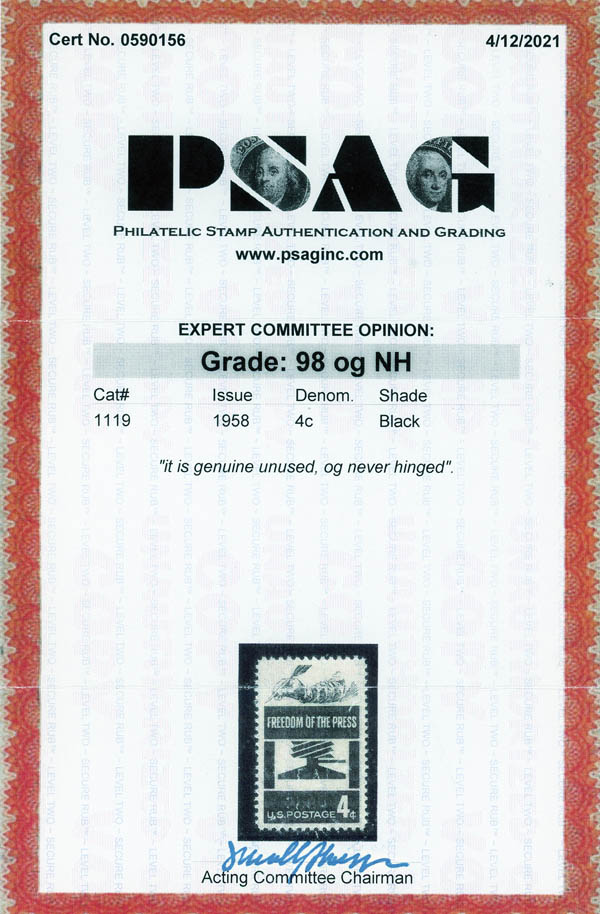 Cert No. 0590156 4/12/2021
PSAG
PHILATELIC STAMP AUTHENTICATION AND GRADING
www.psaginc.com
EXPERT COMMITTEE OPINION:
Grade: 98 og NH
Cat# Issue Denom. Shade
1119 1958 4c Black
"it is genuine unused, og never hinged".
FREEDOM OF THE PRESS
U.S. POSTAGE 4¢
Acting Committee Chairman